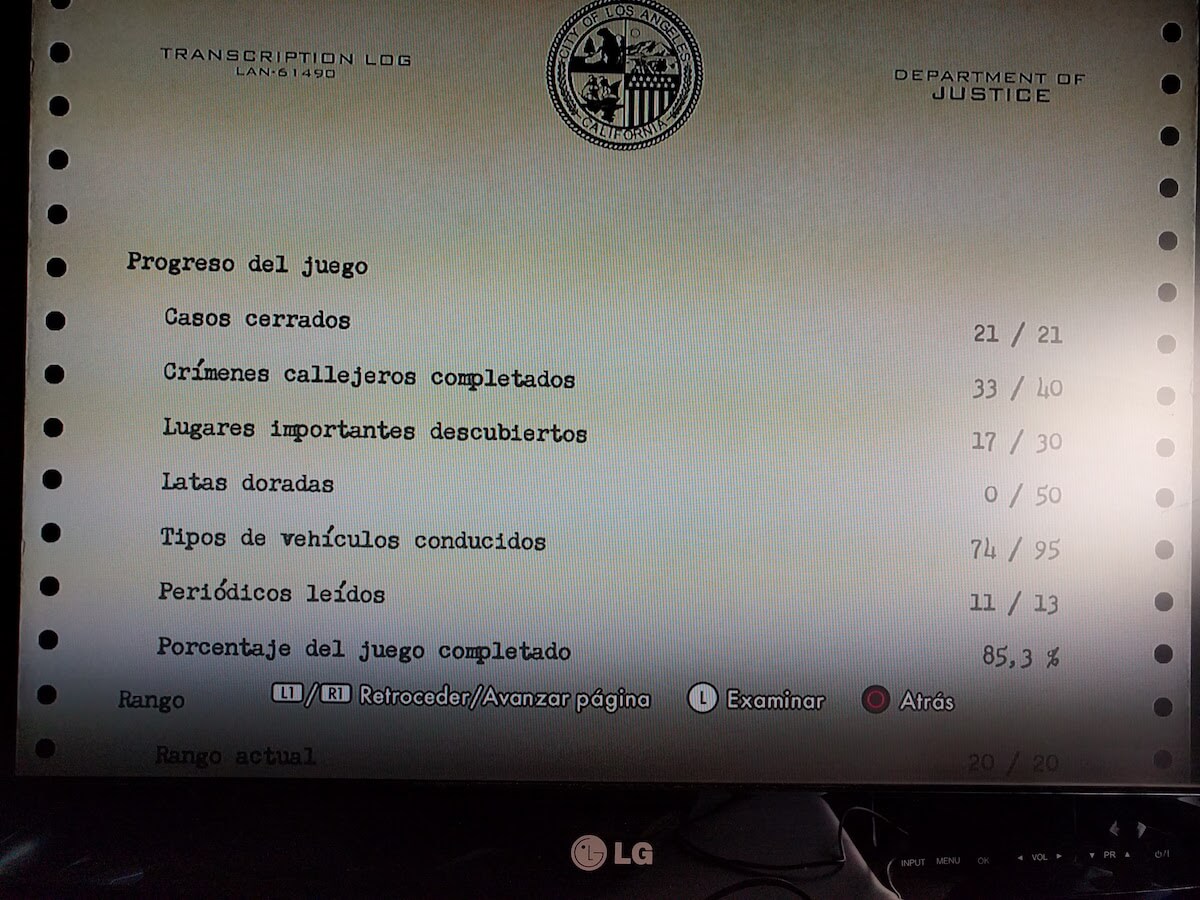 TRANSCRIPTION LOG
LAN-61490
CITY OF LOS ANGELES
CALIFORNIA
DEPARTMENT OF
JUSTICE
Progreso del juego
Casos cerrados 21 / 21
Crímenes callejeros completados 33 / 40
Lugares importantes descubiertos 17 / 30
Latas doradas 0 / 50
Tipos de vehículos conducidos 74 / 95
Periódicos leídos 11 / 13
Porcentaje del juego completado 85,3 %
Rango
L1/R1 Retroceder/Avanzar página L Examinar Atrás
Rango actual 20 / 20
LG
INPUT MENU OK VOL PR